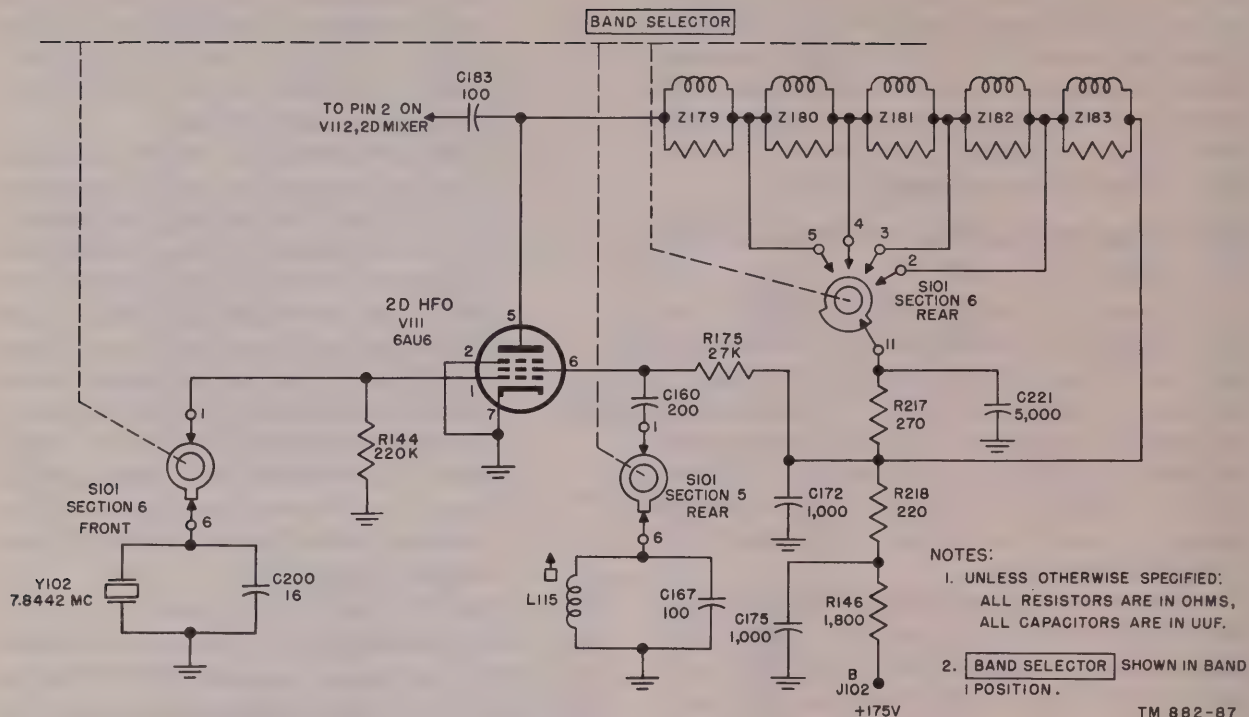 BAND SELECTOR
C183
100
TO PIN 2 ON
V112, 2D MIXER
Z179
Z180
Z181
Z182
Z183
5
4
3
2
S101
SECTION 6
REAR
11
2D HFO
V111
6AU6
5
2
1
6
7
R175
27K
C160
200
1
R217
270
C221
5,000
1
R144
220K
S101
SECTION 6
FRONT
6
S101
SECTION 5
REAR
6
C172
1,000
R218
220
Y102
7.8442 MC
C200
16
L115
C167
100
C175
1,000
R146
1,800
B
J102
+175V
NOTES:
1. UNLESS OTHERWISE SPECIFIED:
ALL RESISTORS ARE IN OHMS,
ALL CAPACITORS ARE IN UUF.
2. BAND SELECTOR SHOWN IN BAND
1 POSITION.
TM 882-87